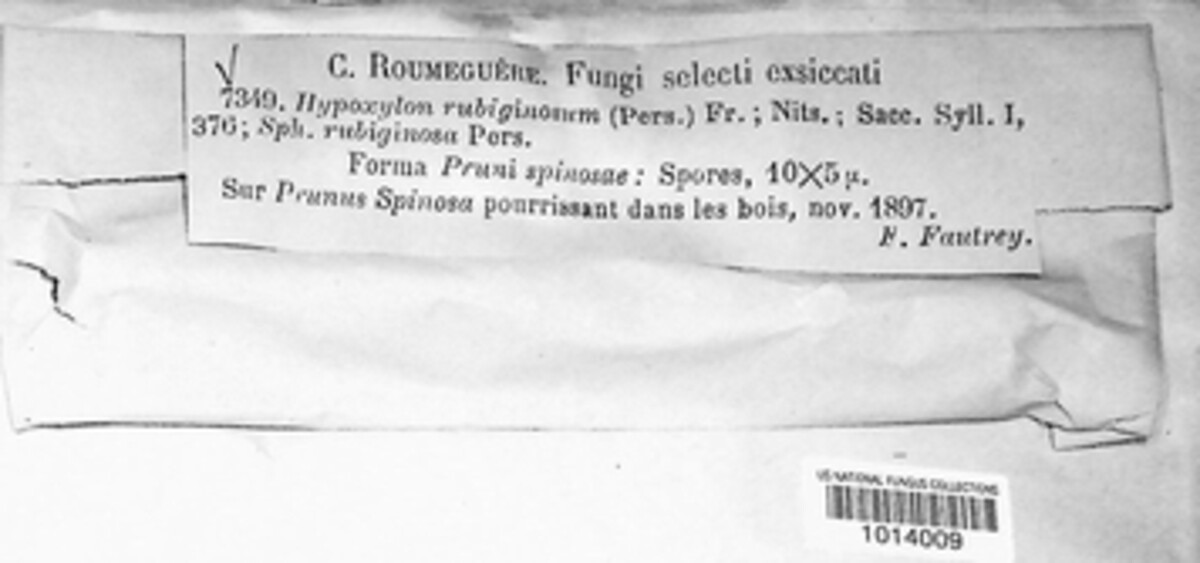 C. ROUMEGUÈRE. Fungi selecti exsiccati
7349. Hypoxylon rubiginosum (Pers.) Fr.; Nits.; Sacc. Syll. I,
376; Sph. rubiginosa Pers.
Forma Pruni spinosae: Spores, 10×5 µ.
Sur Prunus Spinosa pourrissant dans les bois, nov. 1897.
F. Fautrey.
US NATIONAL FUNGUS COLLECTIONS
1014009